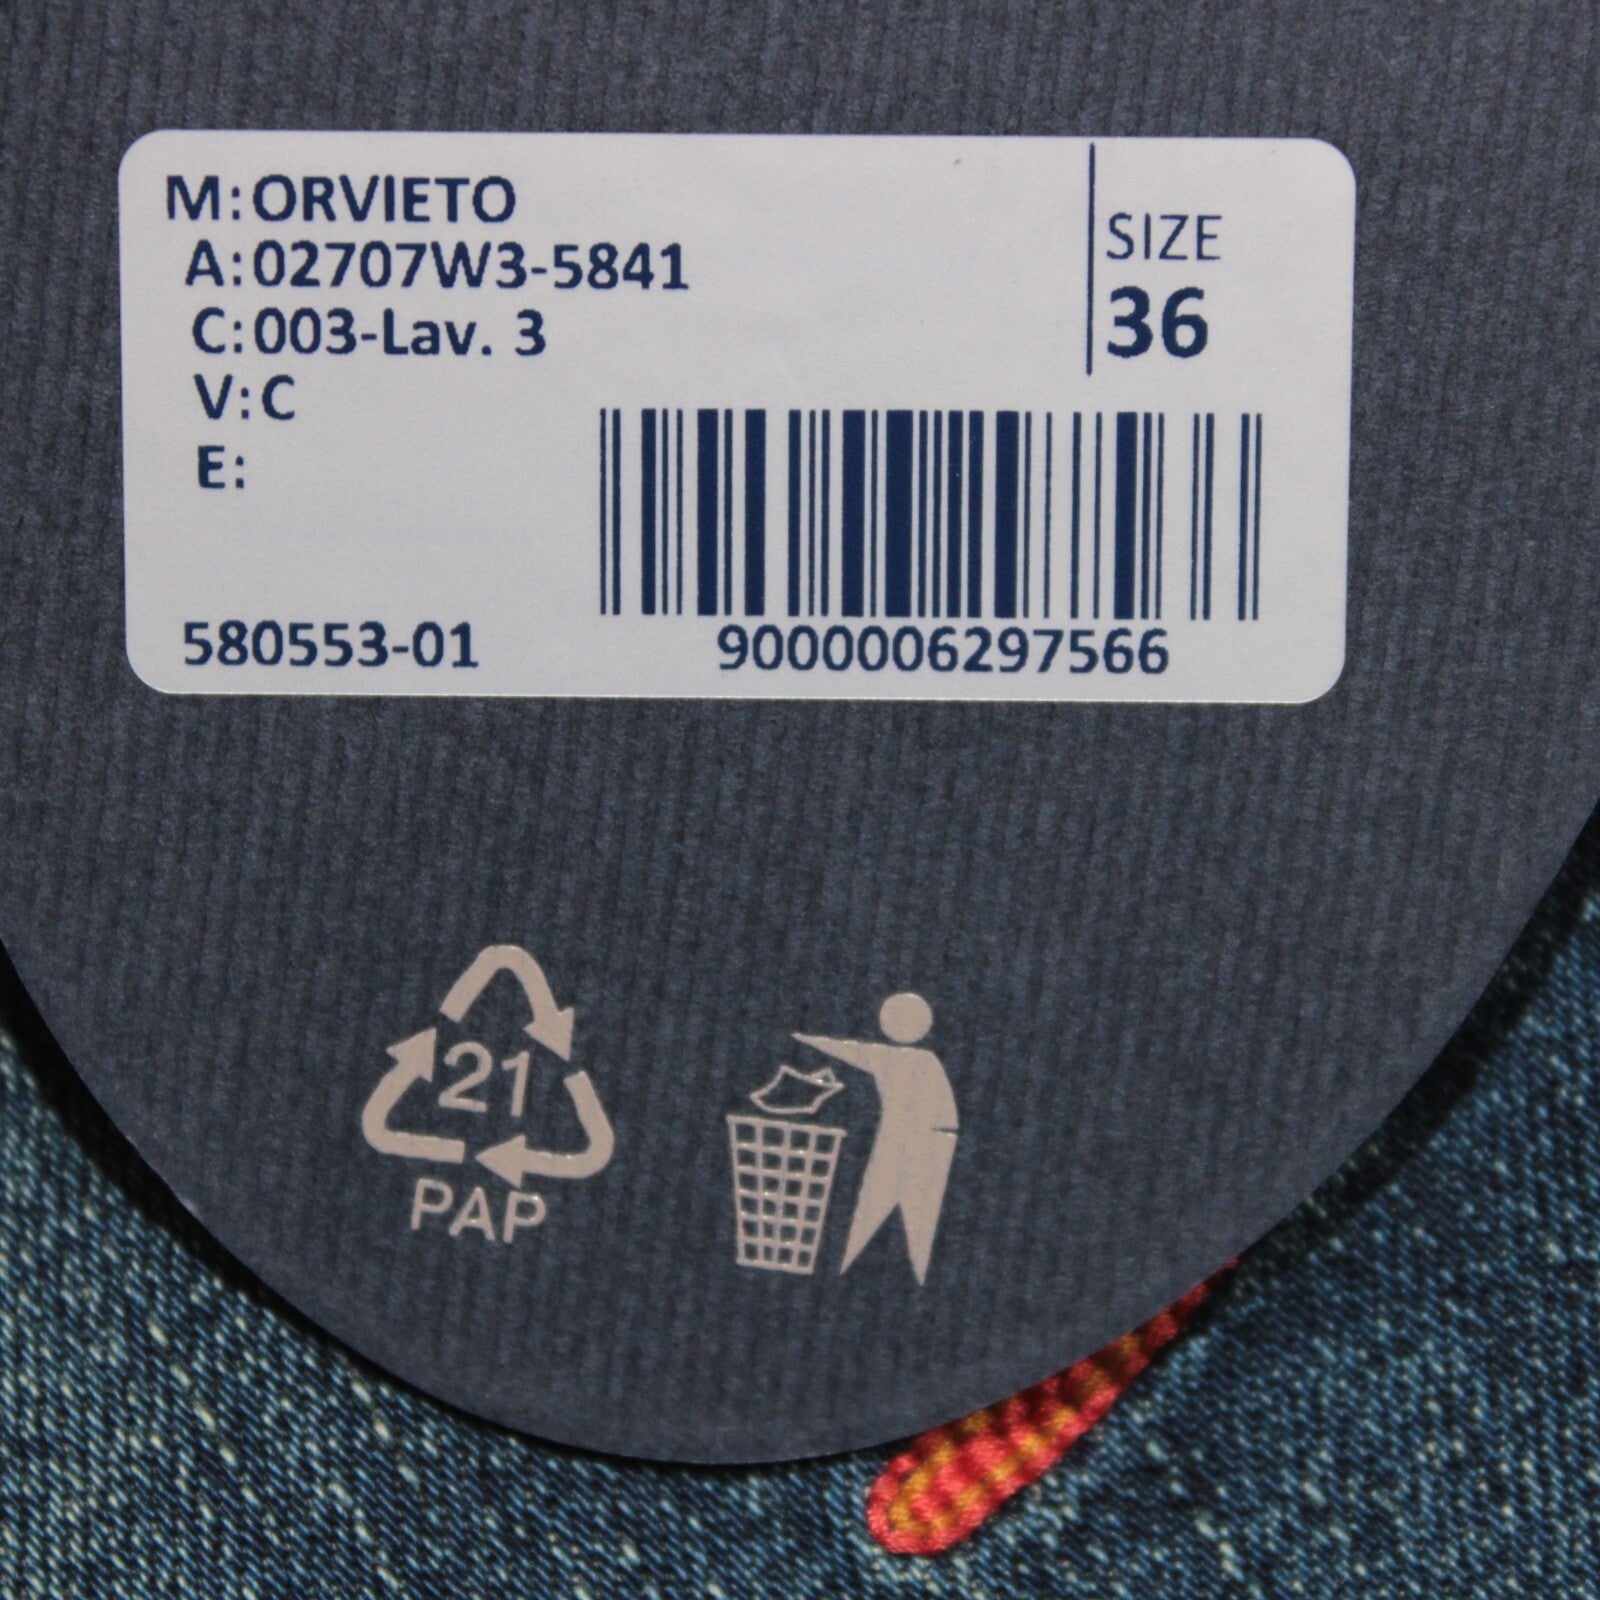 M:ORVIETO
A:02707W3-5841
C:003-Lav. 3
V:C
E:
SIZE
36
580553-01
9000006297566
21
PAP